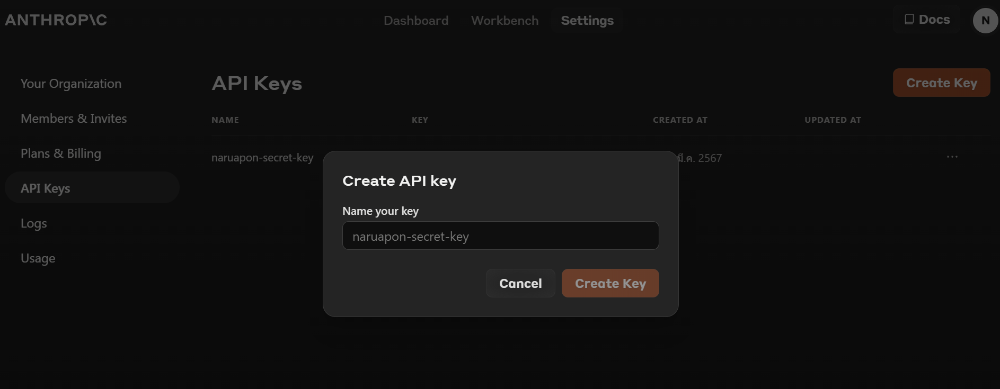 ANTHROP\C
Dashboard Workbench Settings
Docs N
Your Organization
Members & Invites
Plans & Billing
API Keys
Logs
Usage
API Keys
Create Key
NAME KEY CREATED AT UPDATED AT
naruapon-secret-key มี.ค. 2567 ...
Create API key
Name your key
naruapon-secret-key
Cancel Create Key